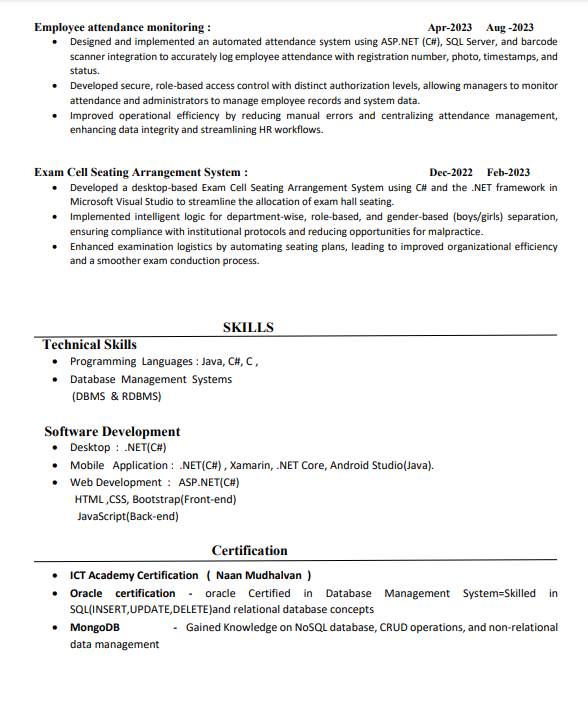 Employee attendance monitoring : Apr-2023 Aug -2023
• Designed and implemented an automated attendance system using ASP.NET (C#), SQL Server, and barcode
scanner integration to accurately log employee attendance with registration number, photo, timestamps, and
status.
• Developed secure, role-based access control with distinct authorization levels, allowing managers to monitor
attendance and administrators to manage employee records and system data.
• Improved operational efficiency by reducing manual errors and centralizing attendance management,
enhancing data integrity and streamlining HR workflows.
Exam Cell Seating Arrangement System : Dec-2022 Feb-2023
• Developed a desktop-based Exam Cell Seating Arrangement System using C# and the .NET framework in
Microsoft Visual Studio to streamline the allocation of exam hall seating.
• Implemented intelligent logic for department-wise, role-based, and gender-based (boys/girls) separation,
ensuring compliance with institutional protocols and reducing opportunities for malpractice.
• Enhanced examination logistics by automating seating plans, leading to improved organizational efficiency
and a smoother exam conduction process.
SKILLS
Technical Skills
• Programming Languages : Java, C#, C ,
• Database Management Systems
(DBMS & RDBMS)
Software Development
• Desktop : .NET(C#)
• Mobile Application : .NET(C#) , Xamarin, .NET Core, Android Studio(Java).
• Web Development : ASP.NET(C#)
HTML ,CSS, Bootstrap(Front-end)
JavaScript(Back-end)
Certification
• ICT Academy Certification ( Naan Mudhalvan )
• Oracle certification - oracle Certified in Database Management System=Skilled in
SQL(INSERT,UPDATE,DELETE)and relational database concepts
• MongoDB - Gained Knowledge on NoSQL database, CRUD operations, and non-relational
data management